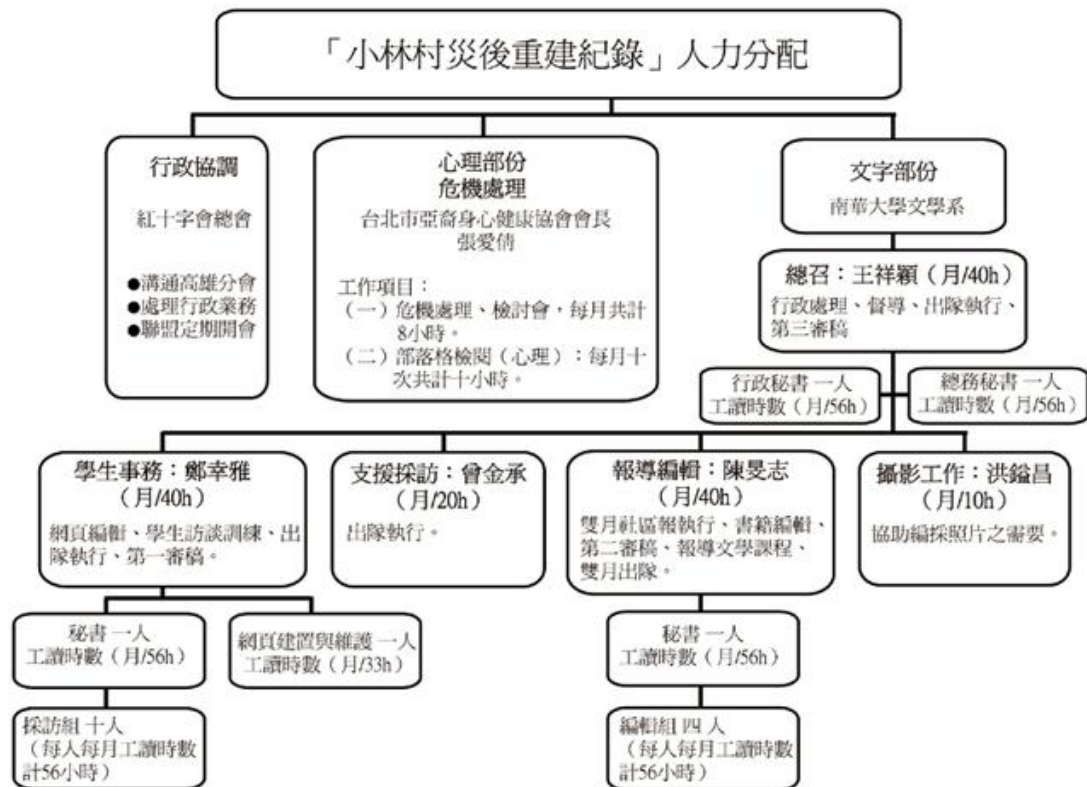 「小林村災後重建紀錄」人力分配
行政協調
紅十字會總會
●溝通高雄分會
●處理行政業務
●聯盟定期開會
心理部份
危機處理
台北市亞裔身心健康協會會長
張愛倩
工作項目：
（一）危機處理、檢討會，每月共計
8小時。
（二）部落格檢閱（心理）：每月十
次共計十小時。
文字部份
南華大學文學系
總召：王祥穎（月/40h）
行政處理、督導、出隊執行、
第三審稿
行政秘書 一人
工讀時數（月/56h）
總務秘書 一人
工讀時數（月/56h）
學生事務：鄭幸雅
（月/40h）
網頁編輯、學生訪談訓練、出
隊執行、第一審稿。
支援採訪：曾金承
（月/20h）
出隊執行。
報導編輯：陳旻志
（月/40h）
雙月社區報執行、書籍編輯、
第二審稿、報導文學課程、
雙月出隊。
攝影工作：洪鎰昌
（月/10h）
協助編採照片之需要。
秘書 一人
工讀時數（月/56h）
網頁建置與維護 一人
工讀時數（月/33h）
秘書 一人
工讀時數（月/56h）
採訪組 十人
（每人每月工讀時數
計56小時）
編輯組 四 人
（每人每月工讀時數
計56小時）